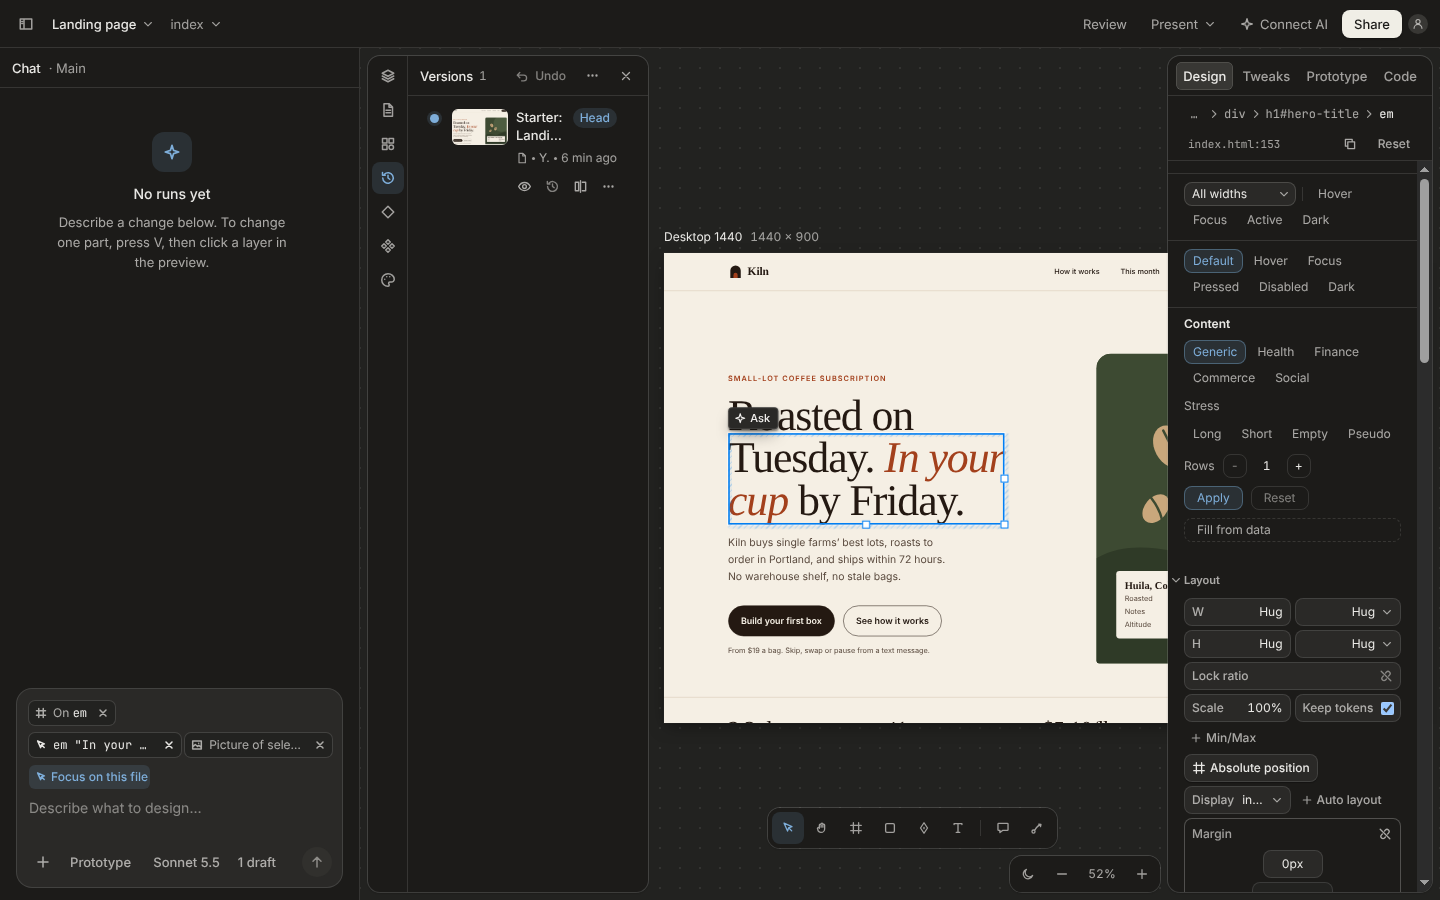 Landing page
index
Review
Present
Connect AI
Share
Chat · Main
No runs yet
Describe a change below. To change
one part, press V, then click a layer in
the preview.
On em
em "In your …
Picture of sele…
Focus on this file
Describe what to design…
Prototype
Sonnet 5.5
1 draft
Versions 1
Undo
Starter:
Landi…
Head
• Y. • 6 min ago
Desktop 1440 1440 × 900
Kiln
How it works
This month
SMALL-LOT COFFEE SUBSCRIPTION
Ask
asted on
Tuesday. In your
cup by Friday.
Kiln buys single farms’ best lots, roasts to
order in Portland, and ships within 72 hours.
No warehouse shelf, no stale bags.
Build your first box
See how it works
From $19 a bag. Skip, swap or pause from a text message.
Huila, Co
Roasted
Notes
Altitude
52%
Design
Tweaks
Prototype
Code
… > div > h1#hero-title > em
index.html:153
Reset
All widths
Hover
Focus
Active
Dark
Default
Hover
Focus
Pressed
Disabled
Dark
Content
Generic
Health
Finance
Commerce
Social
Stress
Long
Short
Empty
Pseudo
Rows - 1 +
Apply
Reset
Fill from data
Layout
W Hug
Hug
H Hug
Hug
Lock ratio
Scale 100%
Keep tokens
+ Min/Max
Absolute position
Display in…
+ Auto layout
Margin
0px